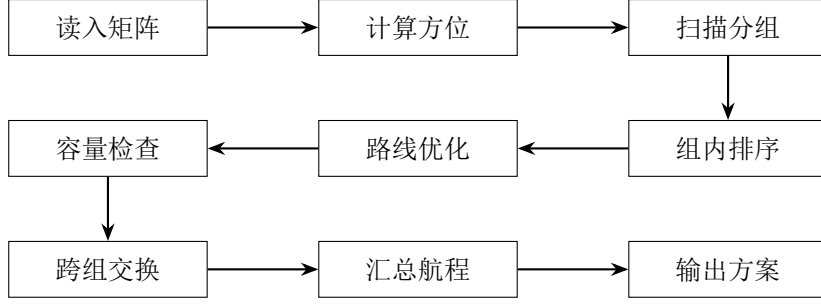 读入矩阵
计算方位
扫描分组
组内排序
路线优化
容量检查
跨组交换
汇总航程
输出方案